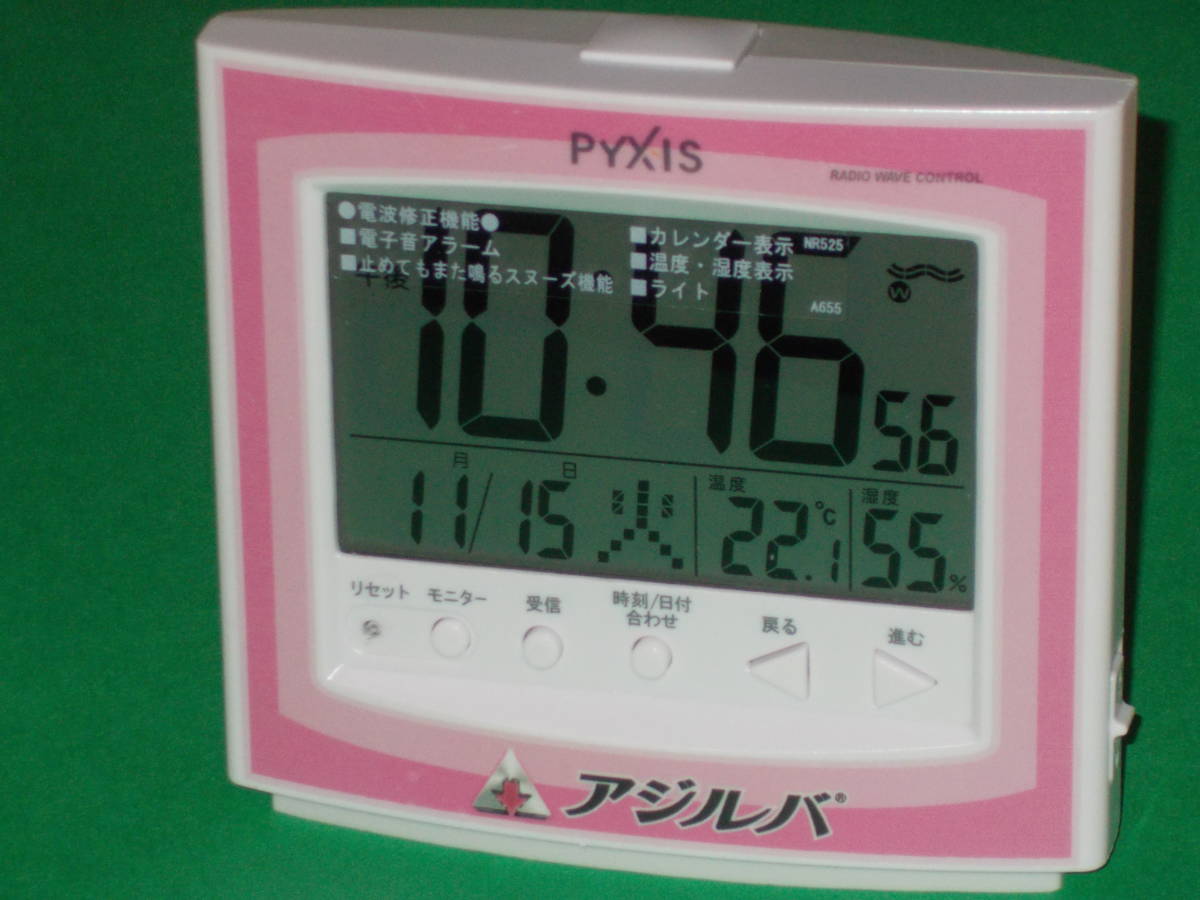 PYXIS
RADIO WAVE CONTROL
●電波修正機能●
■電子音アラーム
■止めてもまた鳴るスヌーズ機能
■カレンダー表示 NR525
■温度・湿度表示
■ライト
A655
午後 10:46 56
W
月 日 温度 湿度
11/15 火 22.1℃ 55%
リセット モニター 受信 時刻/日付 合わせ 戻る 進む
アジルバ®